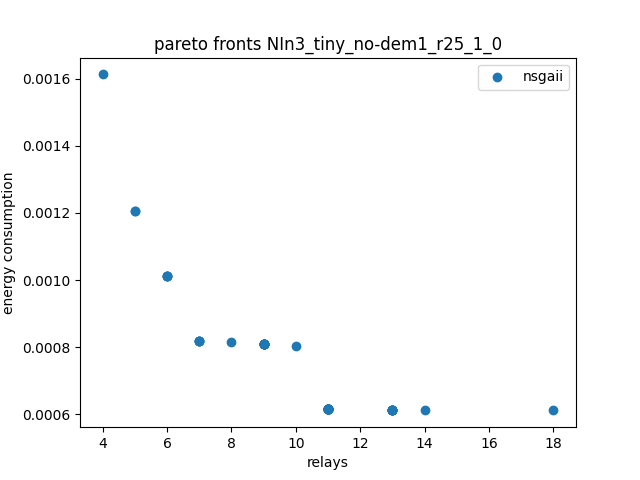 pareto fronts NIn3_tiny_no-dem1_r25_1_0
nsgaii
energy consumption
0.0016
0.0014
0.0012
0.0010
0.0008
0.0006
4 6 8 10 12 14 16 18
relays